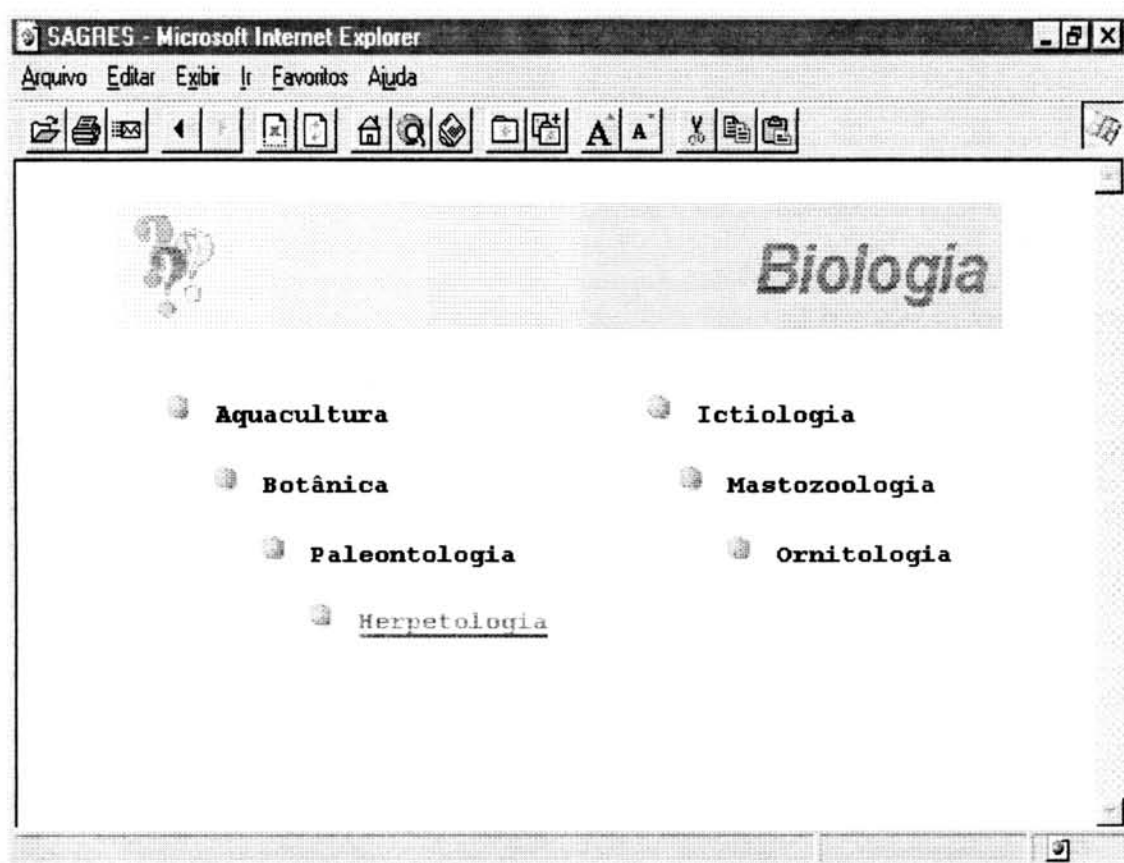 SAGRES - Microsoft Internet Explorer
Arquivo Editar Exibir Ir Favoritos Ajuda
Biologia
Aquacultura
Ictiologia
Botânica
Mastozoologia
Paleontologia
Ornitologia
Herpetologia